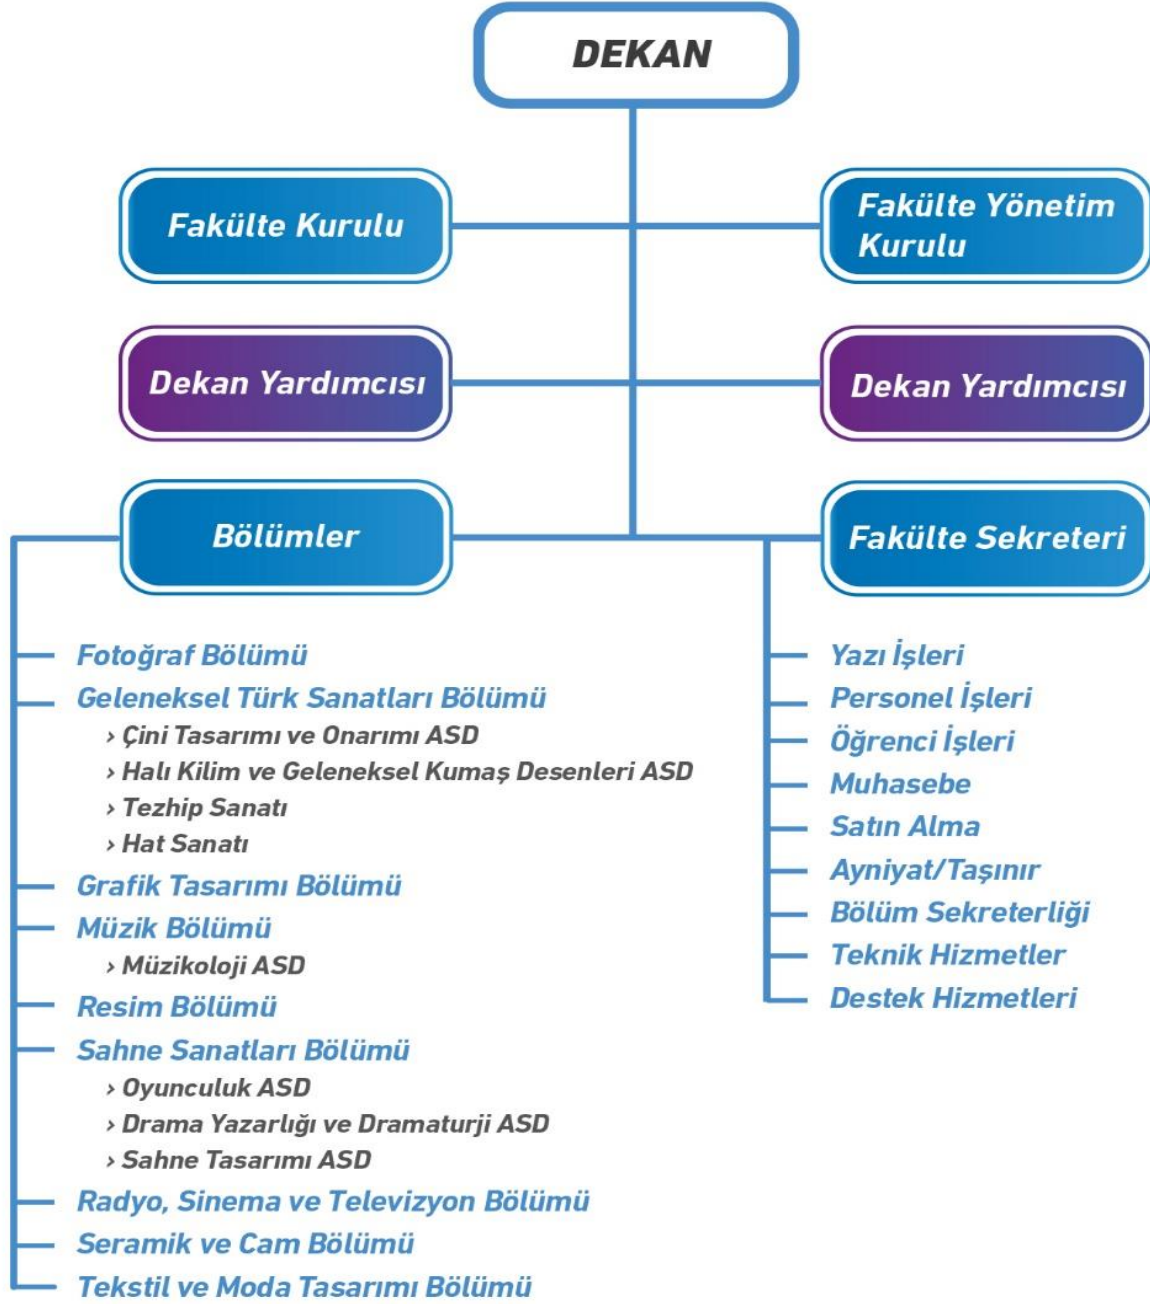 DEKAN
Fakülte Kurulu
Fakülte Yönetim
Kurulu
Dekan Yardımcısı
Dekan Yardımcısı
Bölümler
Fakülte Sekreteri
Fotoğraf Bölümü
Geleneksel Türk Sanatları Bölümü
› Çini Tasarımı ve Onarımı ASD
› Halı Kilim ve Geleneksel Kumaş Desenleri ASD
› Tezhip Sanatı
› Hat Sanatı
Grafik Tasarımı Bölümü
Müzik Bölümü
› Müzikoloji ASD
Resim Bölümü
Sahne Sanatları Bölümü
› Oyunculuk ASD
› Drama Yazarlığı ve Dramaturji ASD
› Sahne Tasarımı ASD
Radyo, Sinema ve Televizyon Bölümü
Seramik ve Cam Bölümü
Tekstil ve Moda Tasarımı Bölümü
Yazı İşleri
Personel İşleri
Öğrenci İşleri
Muhasebe
Satın Alma
Ayniyat/Taşınır
Bölüm Sekreterliği
Teknik Hizmetler
Destek Hizmetleri